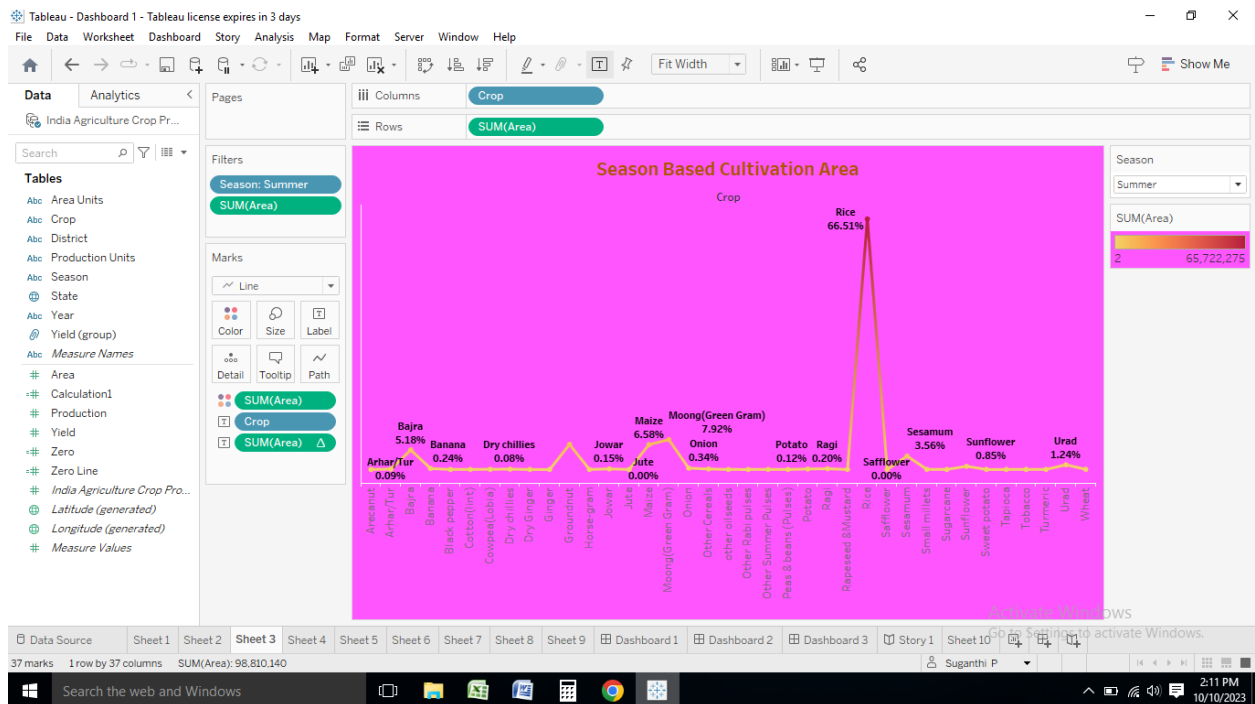 Tableau - Dashboard 1 - Tableau license expires in 3 days
File Data Worksheet Dashboard Story Analysis Map Format Server Window Help
Fit Width
Show Me
Data Analytics
India Agriculture Crop Pr...
Search
Tables
Abc Area Units
Abc Crop
Abc District
Abc Production Units
Abc Season
State
Abc Year
Yield (group)
Abc Measure Names
# Area
=# Calculation1
# Production
# Yield
=# Zero
=# Zero Line
# India Agriculture Crop Pro...
Latitude (generated)
Longitude (generated)
# Measure Values
Pages
Filters
Season: Summer
SUM(Area)
Marks
Line
Color Size Label
Detail Tooltip Path
SUM(Area)
Crop
SUM(Area) Δ
Columns Crop
Rows SUM(Area)
Season Based Cultivation Area
Crop
Rice
66.51%
Arhar/Tur
0.09%
Bajra
5.18%
Banana
0.24%
Dry chillies
0.08%
Jowar
0.15%
Jute
0.00%
Maize
6.58%
Moong(Green Gram)
7.92%
Onion
0.34%
Potato
0.12%
Ragi
0.20%
Safflower
0.00%
Sesamum
3.56%
Sunflower
0.85%
Urad
1.24%
Arecanut
Arhar/Tur
Bajra
Banana
Black pepper
Cotton(lint)
Cowpea(Lobia)
Dry chillies
Dry Ginger
Ginger
Groundnut
Horse-gram
Jowar
Jute
Maize
Moong(Green Gram)
Onion
Other Cereals
other oilseeds
Other Rabi pulses
Other Summer Pulses
Peas & beans (Pulses)
Potato
Ragi
Rapeseed &Mustard
Rice
Safflower
Sesamum
Small millets
Sugarcane
Sunflower
Sweet potato
Tapioca
Tobacco
Turmeric
Urad
Wheat
Season
Summer
SUM(Area)
2 65,722,275
Activate Windows
Go to Settings to activate Windows.
Data Source Sheet 1 Sheet 2 Sheet 3 Sheet 4 Sheet 5 Sheet 6 Sheet 7 Sheet 8 Sheet 9 Dashboard 1 Dashboard 2 Dashboard 3 Story 1 Sheet 10
37 marks 1 row by 37 columns SUM(Area): 98,810,140
Suganthi P
Search the web and Windows
2:11 PM
10/10/2023